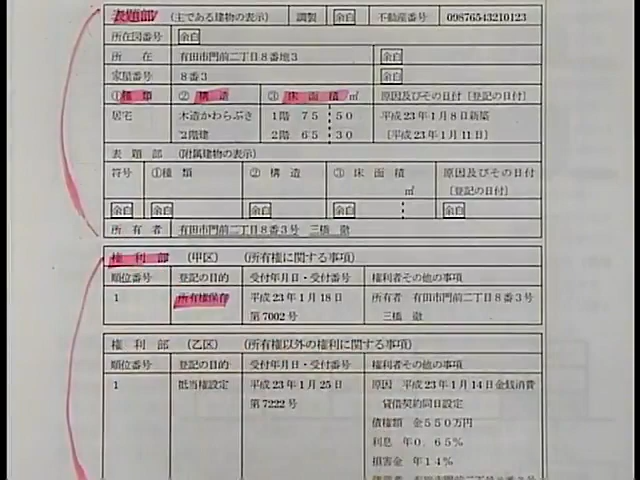 表題部 (主である建物の表示) 調製 余白 不動産番号 0987654321０123
所在図番号 余白
所 在 有田市門前二丁目８番地３ 余白
家屋番号 ８番３ 余白
①種 類 ② 構 造 ③ 床 面 積 ㎡ 原因及びその日付〔登記の日付〕
居宅 木造かわらぶき 1階 75 50 平成23年1月8日新築
2階建 2階 65 30 〔平成23年1月11日〕
表 題 部 (附属建物の表示)
符号 ①種類 ② 構 造 ③ 床 面 積 原因及びその日付
㎡ 〔登記の日付〕
余白 余白 余白 余白 余白
所 有 者 有田市門前二丁目８番３号 三橋 徹
権 利 部 (甲区) (所有権に関する事項)
順位番号 登記の目的 受付年月日・受付番号 権利者その他の事項
1 所有権保存 平成23年1月18日 所有者 有田市門前二丁目８番３号
第7002号 三橋 徹
権 利 部 (乙区) (所有権以外の権利に関する事項)
順位番号 登記の目的 受付年月日・受付番号 権利者その他の事項
1 抵当権設定 平成23年1月25日 原因 平成23年1月14日金銭消費
第7222号 貸借契約同日設定
債権額 金５５０万円
利息 年０．６５％
損害金 年１４％